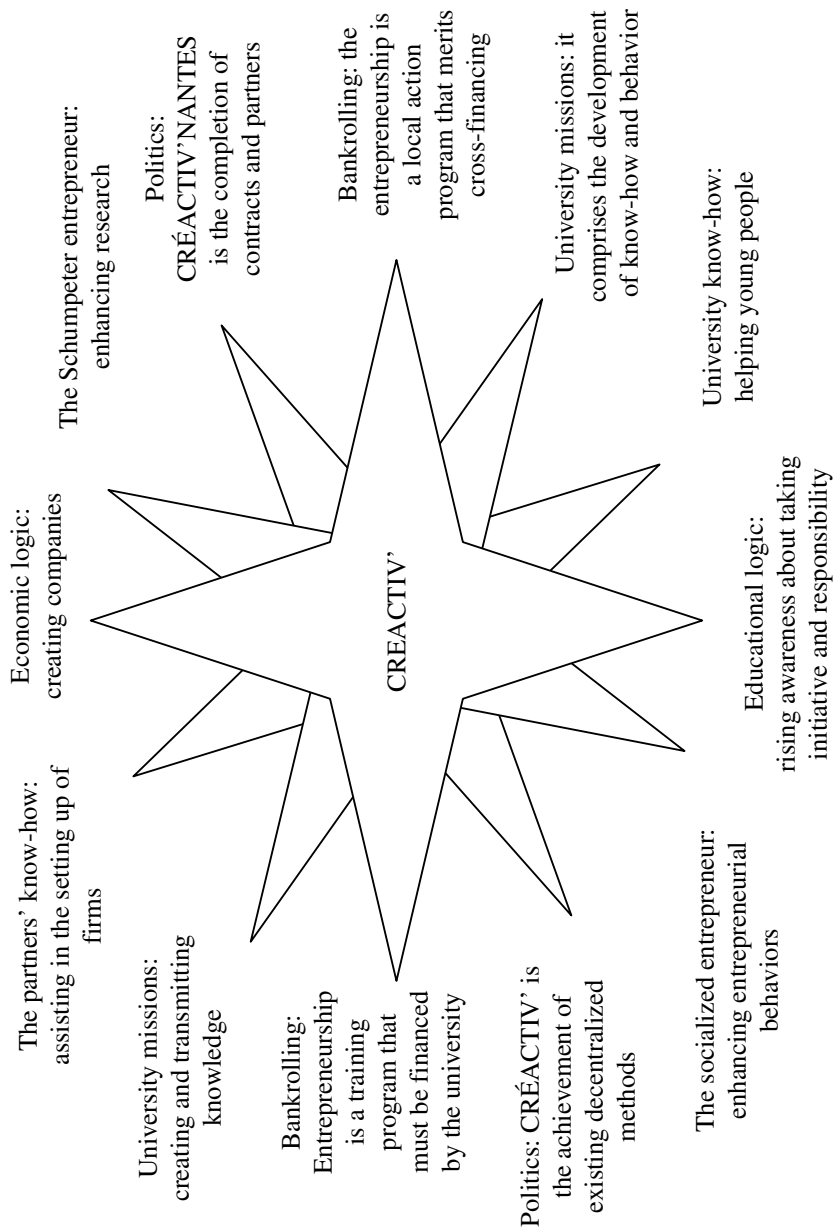 The partners’ know-how:
assisting in the setting up of
firms
Economic logic:
creating companies
The Schumpeter entrepreneur:
enhancing research
University missions:
creating and transmitting
knowledge
Politics:
CRÉACTIV’NANTES
is the completion of
contracts and partners
Bankrolling:
Entrepreneurship
is a training
program that
must be financed
by the university
CREACTIV’
Bankrolling: the
entrepreneurship is
a local action
program that merits
cross-financing
Politics: CRÉACTIV’ is
the achievement of
existing decentralized
methods
University missions: it
comprises the development
of know-how and behavior
The socialized entrepreneur:
enhancing entrepreneurial
behaviors
Educational logic:
rising awareness about taking
initiative and responsibility
University know-how:
helping young people